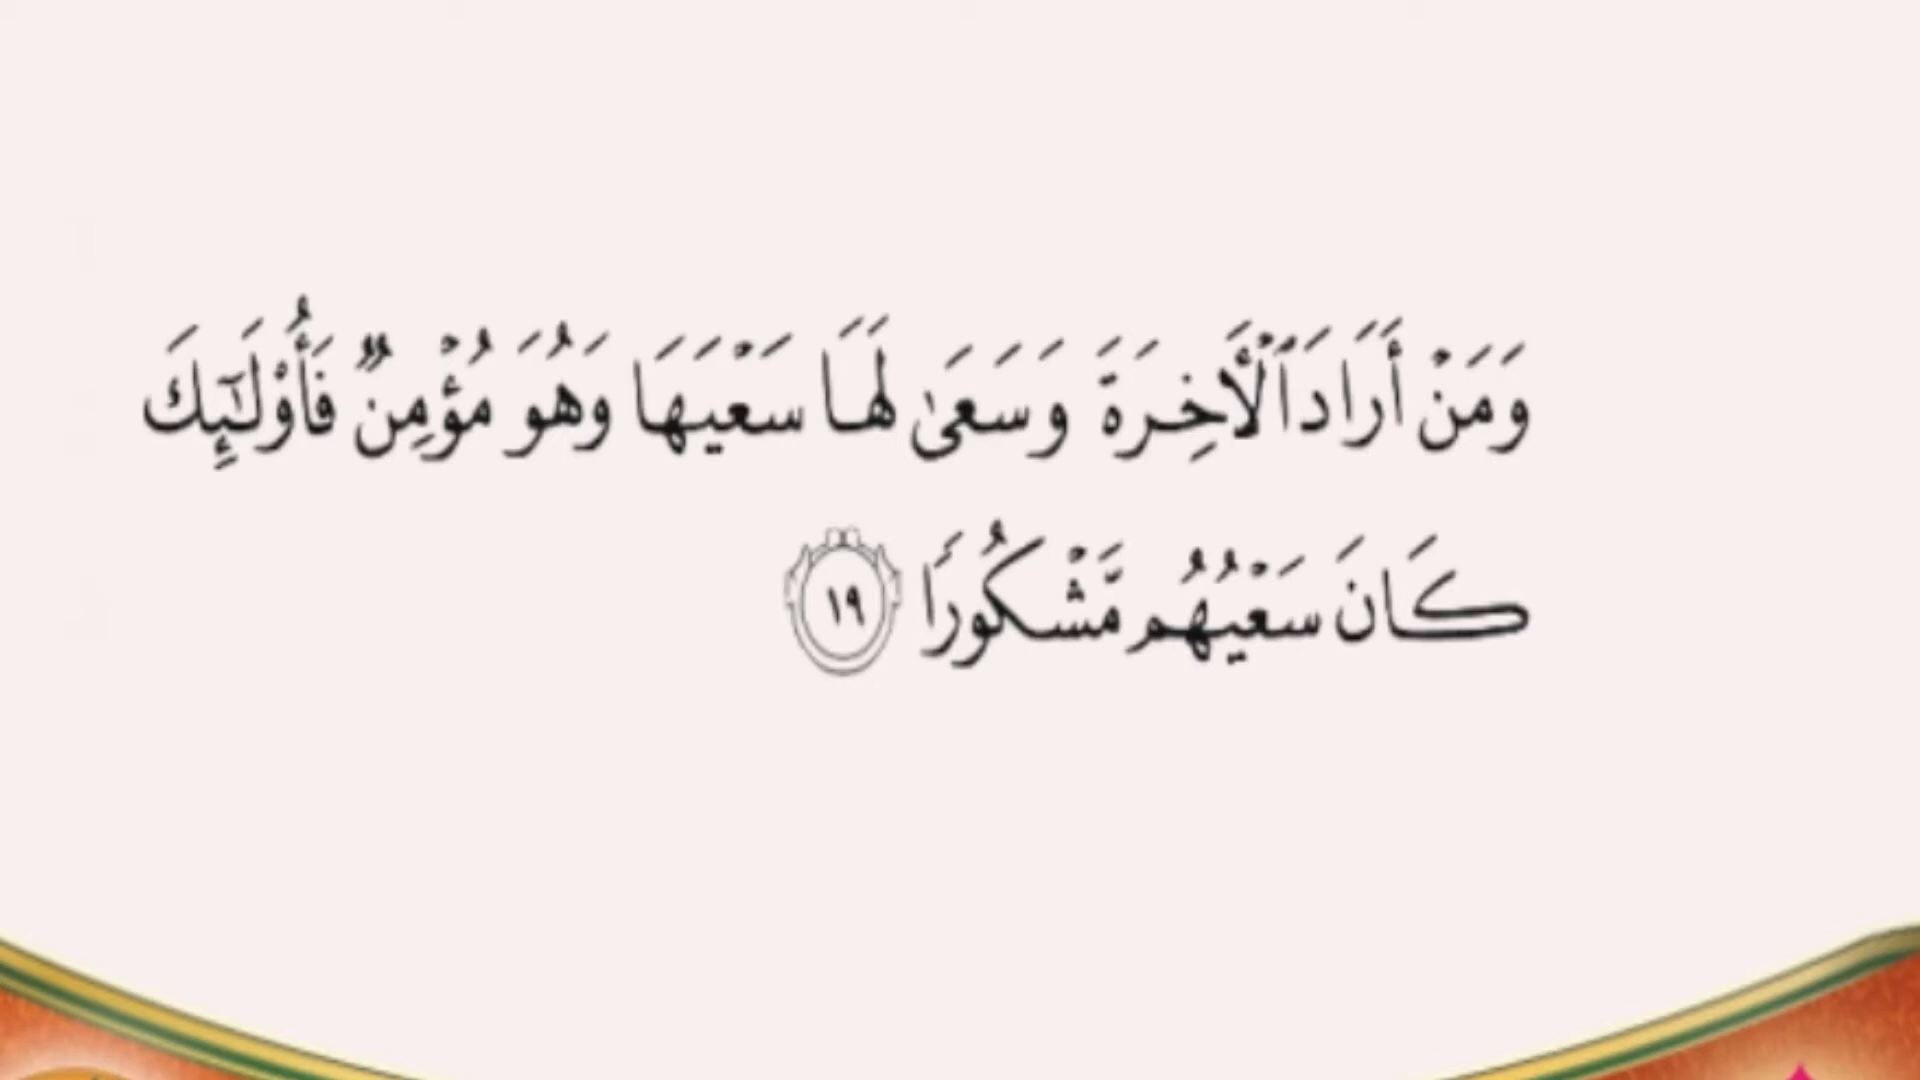 وَمَنْ أَرَادَ ٱلْأَخِرَةَ وَسَعَىٰ لَهَا سَعْيَهَا وَهُوَ مُؤْمِنٌ فَأُوْلَٰٓئِكَ
كَانَ سَعْيُهُم مَّشْكُورًا ١٩